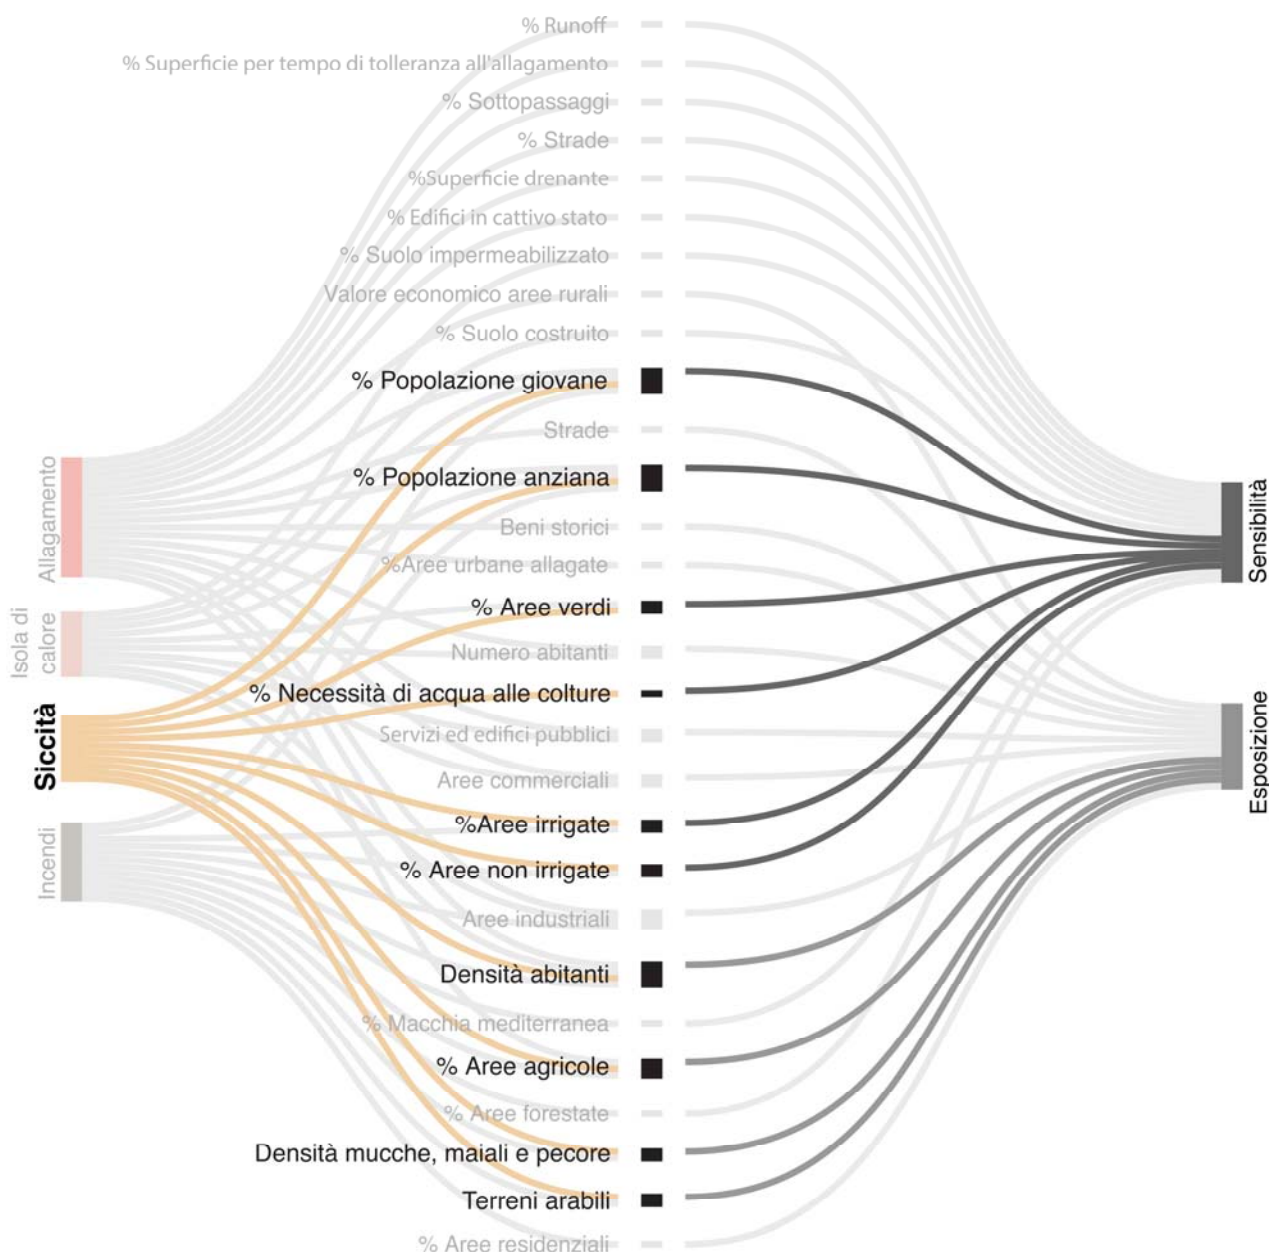 % Runoff
% Superficie per tempo di tolleranza all'allagamento
% Sottopassaggi
% Strade
%Superficie drenante
% Edifici in cattivo stato
% Suolo impermeabilizzato
Valore economico aree rurali
% Suolo costruito
% Popolazione giovane
Strade
% Popolazione anziana
Beni storici
%Aree urbane allagate
% Aree verdi
Numero abitanti
% Necessità di acqua alle colture
Servizi ed edifici pubblici
Aree commerciali
%Aree irrigate
% Aree non irrigate
Aree industriali
Densità abitanti
% Macchia mediterranea
% Aree agricole
% Aree forestate
Densità mucche, maiali e pecore
Terreni arabili
% Aree residenziali
Allagamento
Isola di
calore
Siccità
Incendi
Sensibilità
Esposizione